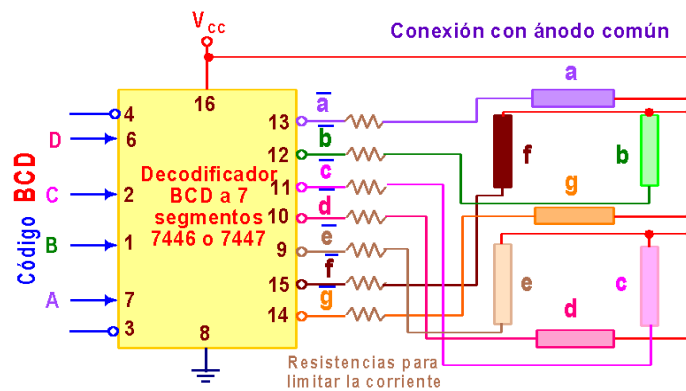 V CC
Conexión con ánodo común
16
4
6
2
1
7
3
8
D
C
B
A
Código BCD
Decodificador
BCD a 7
segmentos
7446 o 7447
13
12
11
10
9
15
14
a
b
c
d
e
f
g
a
f
b
g
e
c
d
Resistencias para
limitar la corriente